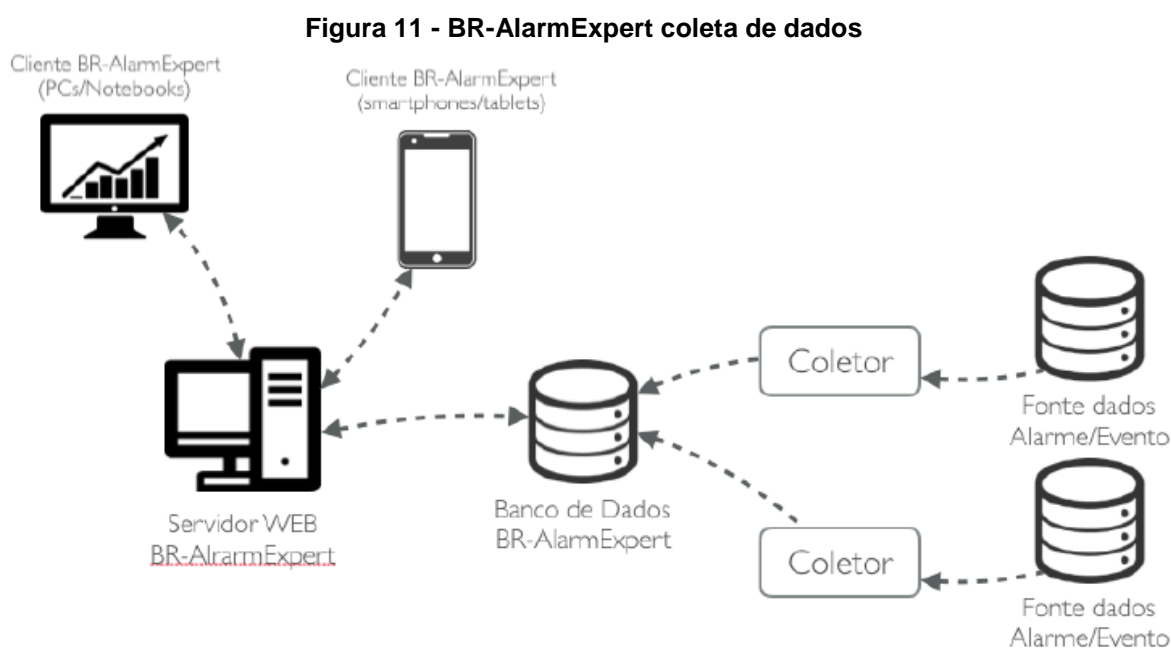 Figura 11 - BR-AlarmExpert coleta de dados
Cliente BR-AlarmExpert
(PCs/Notebooks)
Cliente BR-AlarmExpert
(smartphones/tablets)
Coletor
Fonte dados
Alarme/Evento
Servidor WEB
BR-AlrarmExpert
Banco de Dados
BR-AlarmExpert
Coletor
Fonte dados
Alarme/Evento